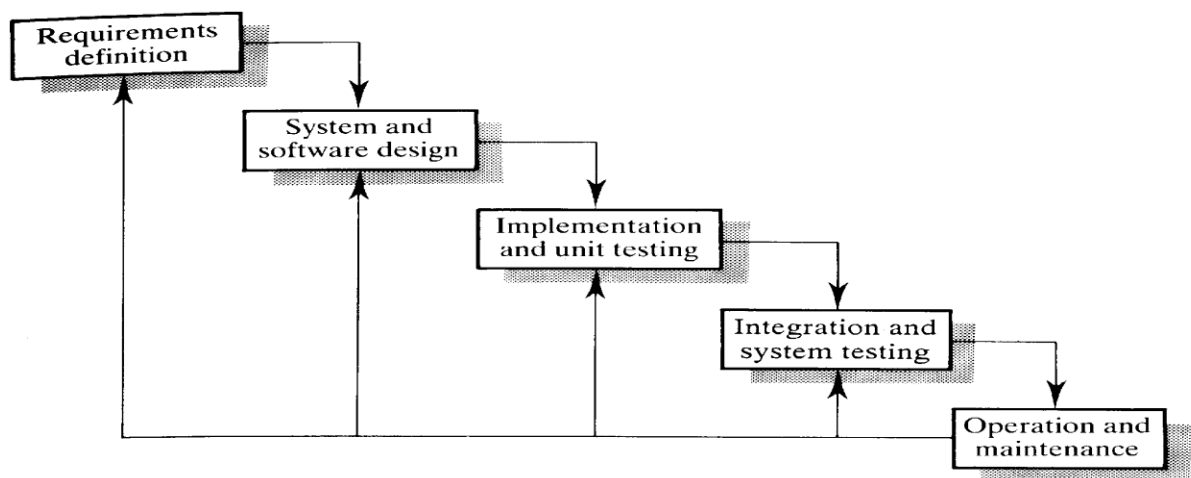 Requirements
definition
System and
software design
Implementation
and unit testing
Integration and
system testing
Operation and
maintenance